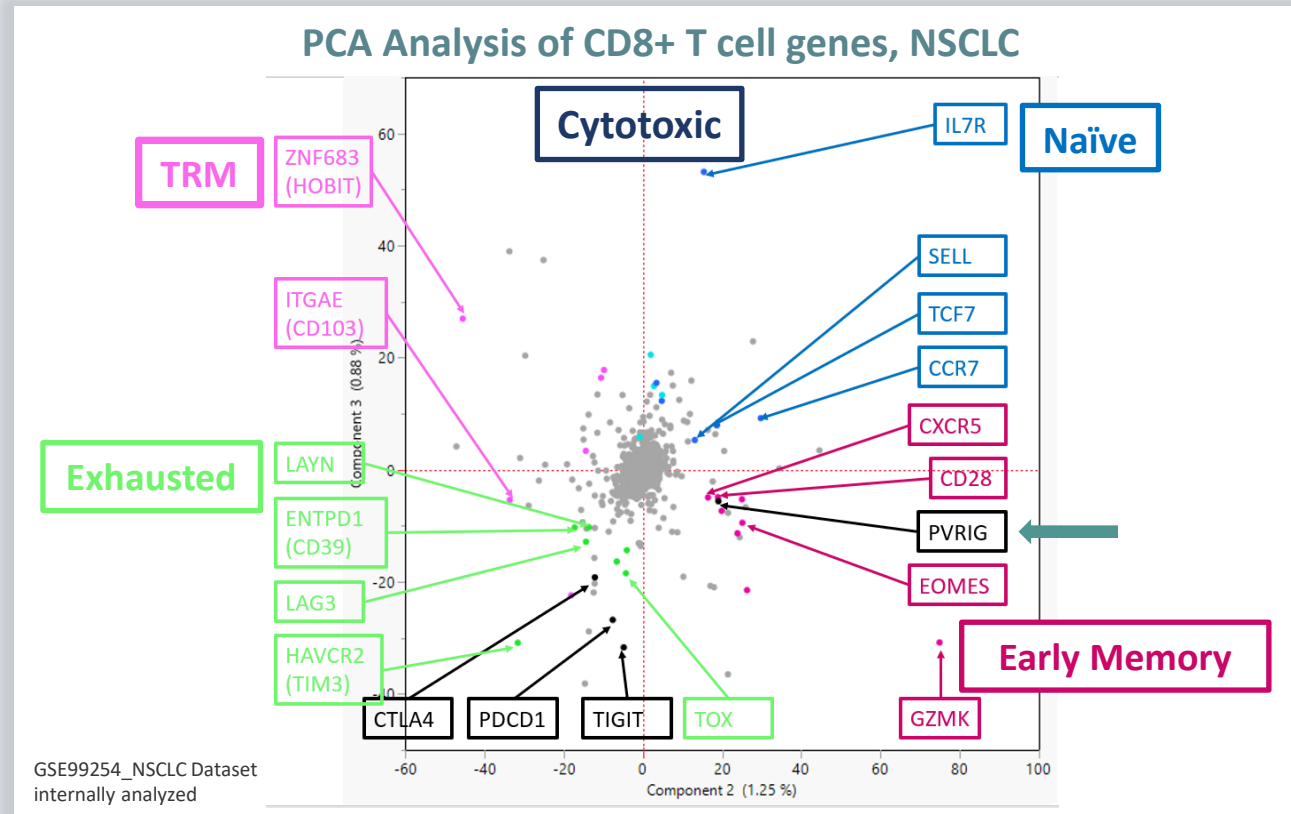 PCA Analysis of CD8+ T cell genes, NSCLC
Cytotoxic
IL7R
Naïve
TRM
ZNF683
(HOBIT)
SELL
ITGAE
(CD103)
TCF7
CCR7
CXCR5
Exhausted
LAYN
CD28
ENTPD1
(CD39)
PVRIG
EOMES
LAG3
HAVCR2
(TIM3)
Early Memory
CTLA4
PDCD1
TIGIT
TOX
GZMK
60
40
20
0
-20
-40
Component 3 (0.88 %)
-60 -40 -20 0 20 40 60 80 100
Component 2 (1.25 %)
GSE99254_NSCLC Dataset
internally analyzed